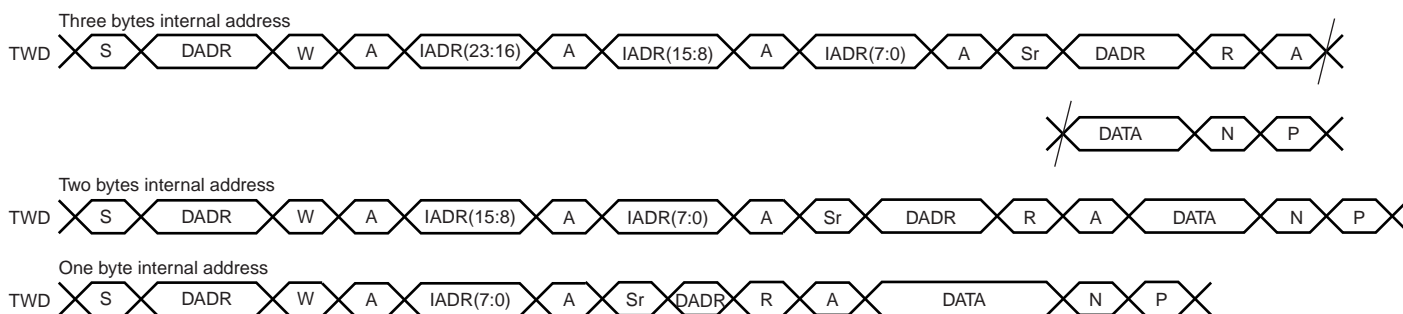 Three bytes internal address
TWD S DADR W A IADR(23:16) A IADR(15:8) A IADR(7:0) A Sr DADR R A
DATA N P
Two bytes internal address
TWD S DADR W A IADR(15:8) A IADR(7:0) A Sr DADR R A DATA N P
One byte internal address
TWD S DADR W A IADR(7:0) A Sr DADR R A DATA N P